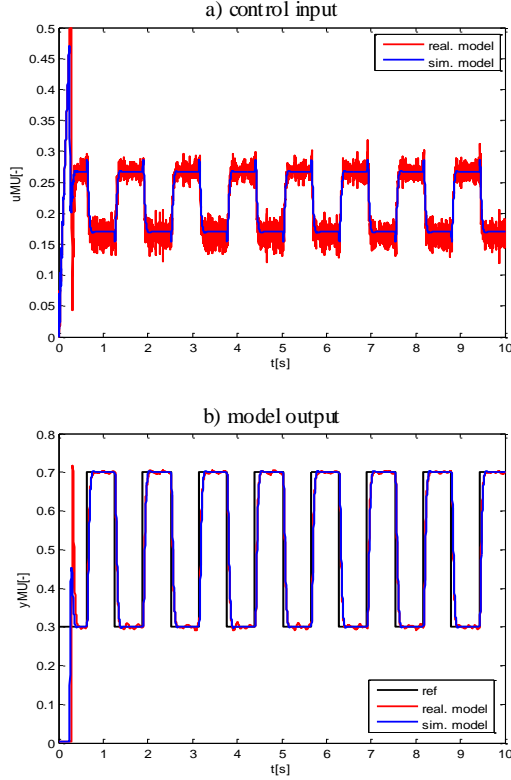 a) control input
0.5
0.45
0.4
0.35
0.3
0.25
0.2
0.15
0.1
0.05
0
uMU[-]
real. model
sim. model
0 1 2 3 4 5 6 7 8 9 10
t[s]
b) model output
0.8
0.7
0.6
0.5
0.4
0.3
0.2
0.1
0
yMU[-]
ref
real. model
sim. model
0 1 2 3 4 5 6 7 8 9 10
t[s]